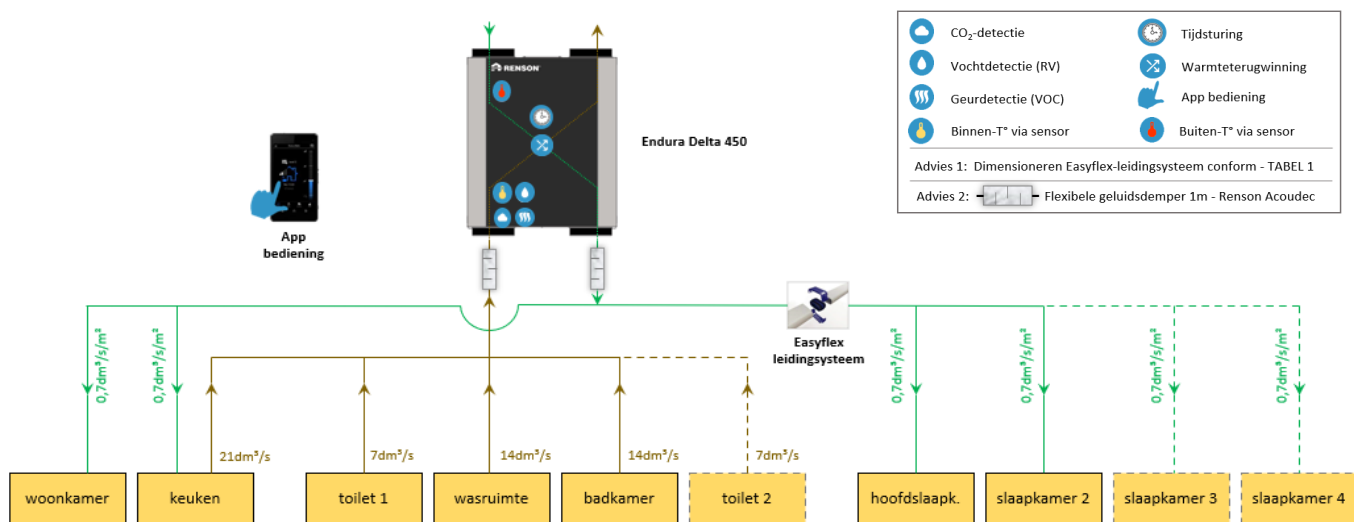 RENSON
Endura Delta 450
App
bediening
CO₂-detectie
Tijdsturing
Vochtdetectie (RV)
Warmteterugwinning
Geurdetectie (VOC)
App bediening
Binnen-T° via sensor
Buiten-T° via sensor
Advies 1: Dimensioneren Easyflex-leidingsysteem conform - TABEL 1
Advies 2: Flexibele geluidsdemper 1m - Renson Acoudec
Easyflex
leidingsysteem
0,7dm³/s/m²
0,7dm³/s/m²
0,7dm³/s/m²
0,7dm³/s/m²
0,7dm³/s/m²
0,7dm³/s/m²
21dm³/s
7dm³/s
14dm³/s
14dm³/s
7dm³/s
woonkamer
keuken
toilet 1
wasruimte
badkamer
toilet 2
hoofdslaapk.
slaapkamer 2
slaapkamer 3
slaapkamer 4